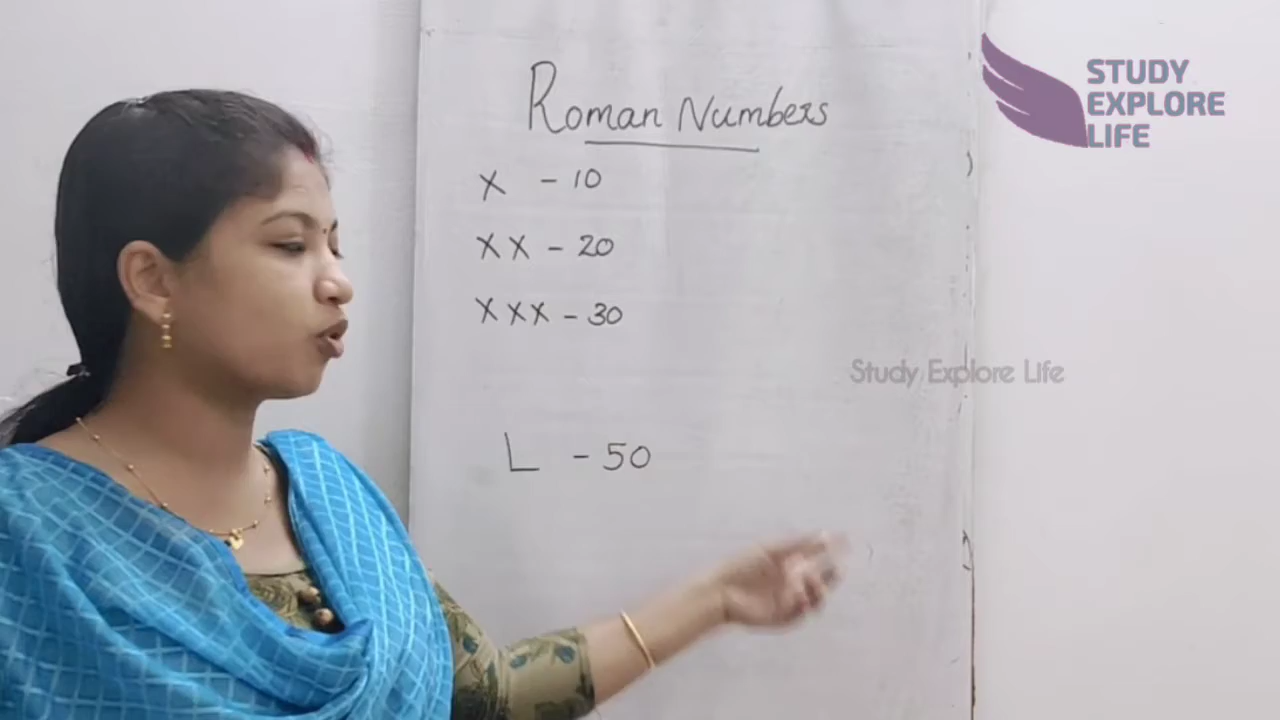 Roman Numbers
X - 10
XX - 20
XXX - 30
L - 50
STUDY
EXPLORE
LIFE
Study Explore Life